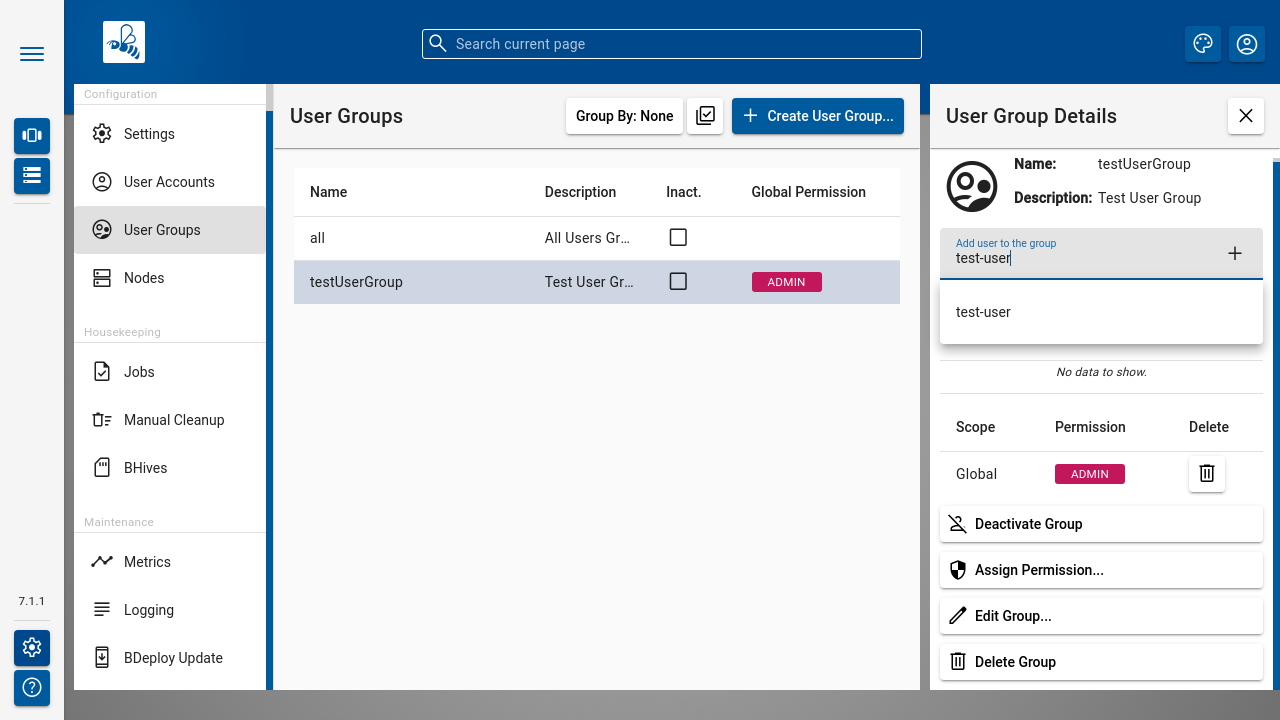 Search current page
Configuration
Settings
User Accounts
User Groups
Nodes
Housekeeping
Jobs
Manual Cleanup
BHives
Maintenance
Metrics
Logging
BDeploy Update
7.1.1
User Groups
Group By: None
Create User Group...
Name Description Inact. Global Permission
all All Users Gr...
testUserGroup Test User Gr... ADMIN
User Group Details
Name: testUserGroup
Description: Test User Group
Add user to the group
test-user
test-user
No data to show.
Scope Permission Delete
Global ADMIN
Deactivate Group
Assign Permission...
Edit Group...
Delete Group